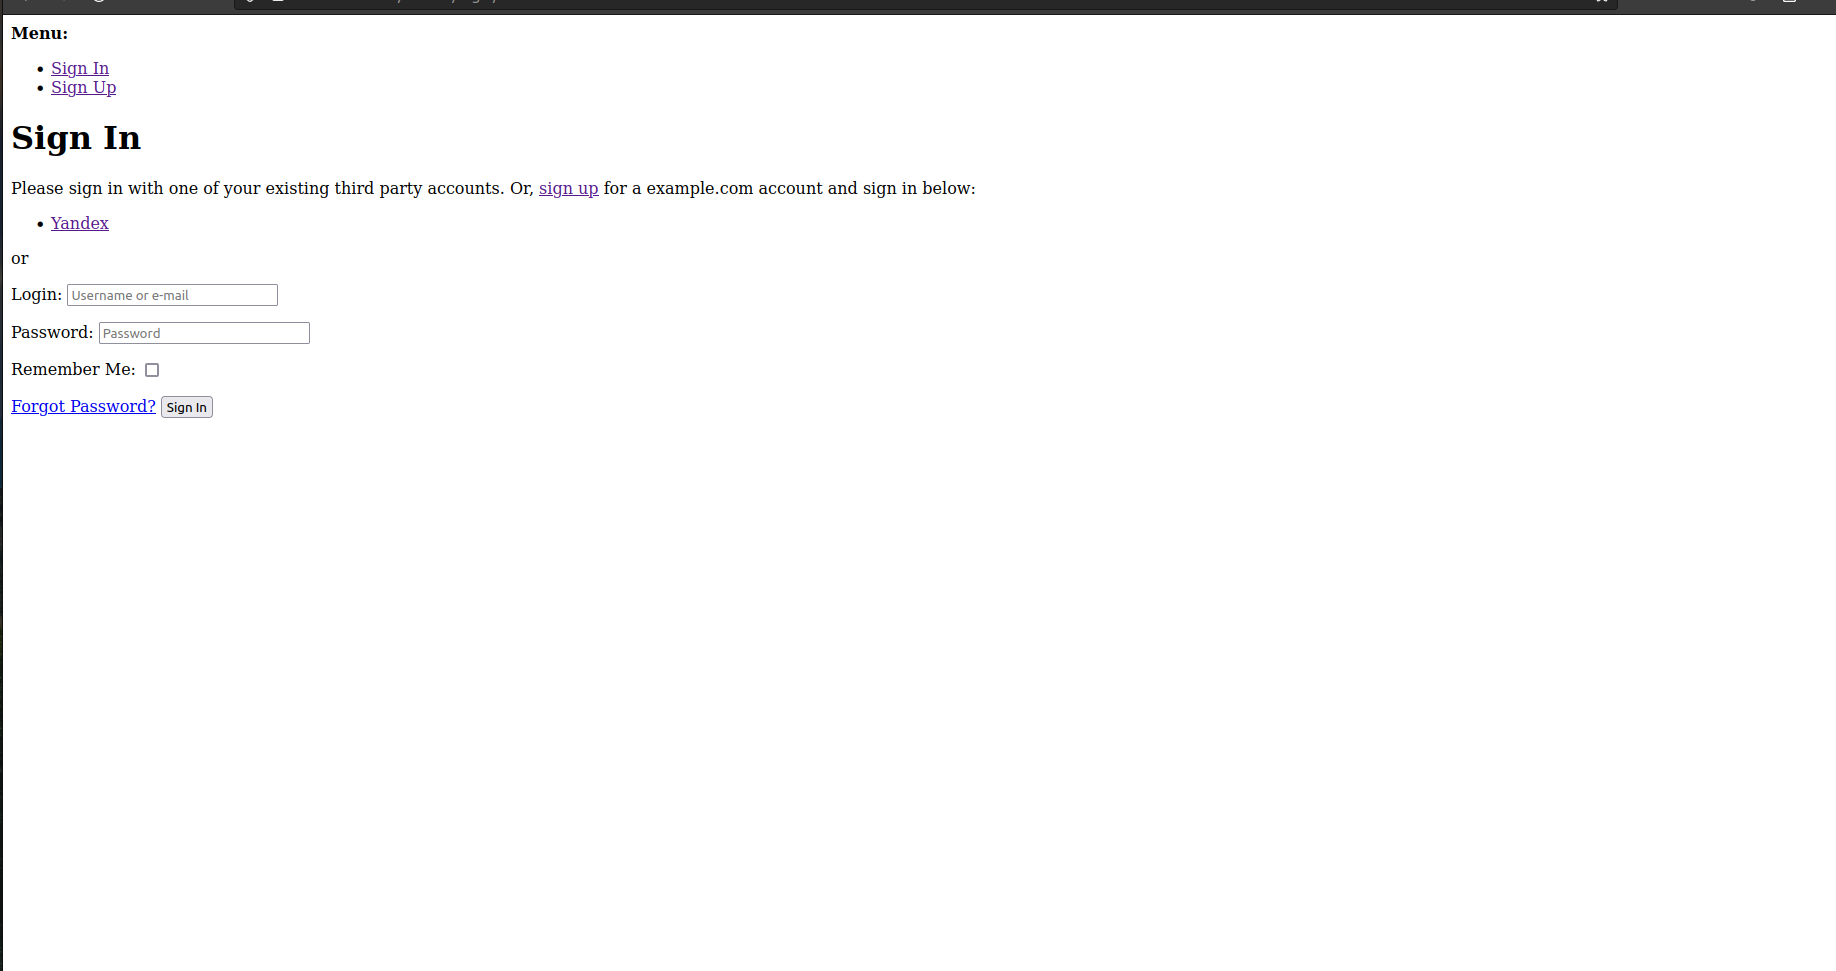 Menu:
Sign In
Sign Up
Sign In
Please sign in with one of your existing third party accounts. Or, sign up for a example.com account and sign in below:
Yandex
or
Login: Username or e-mail
Password: Password
Remember Me:
Forgot Password? Sign In